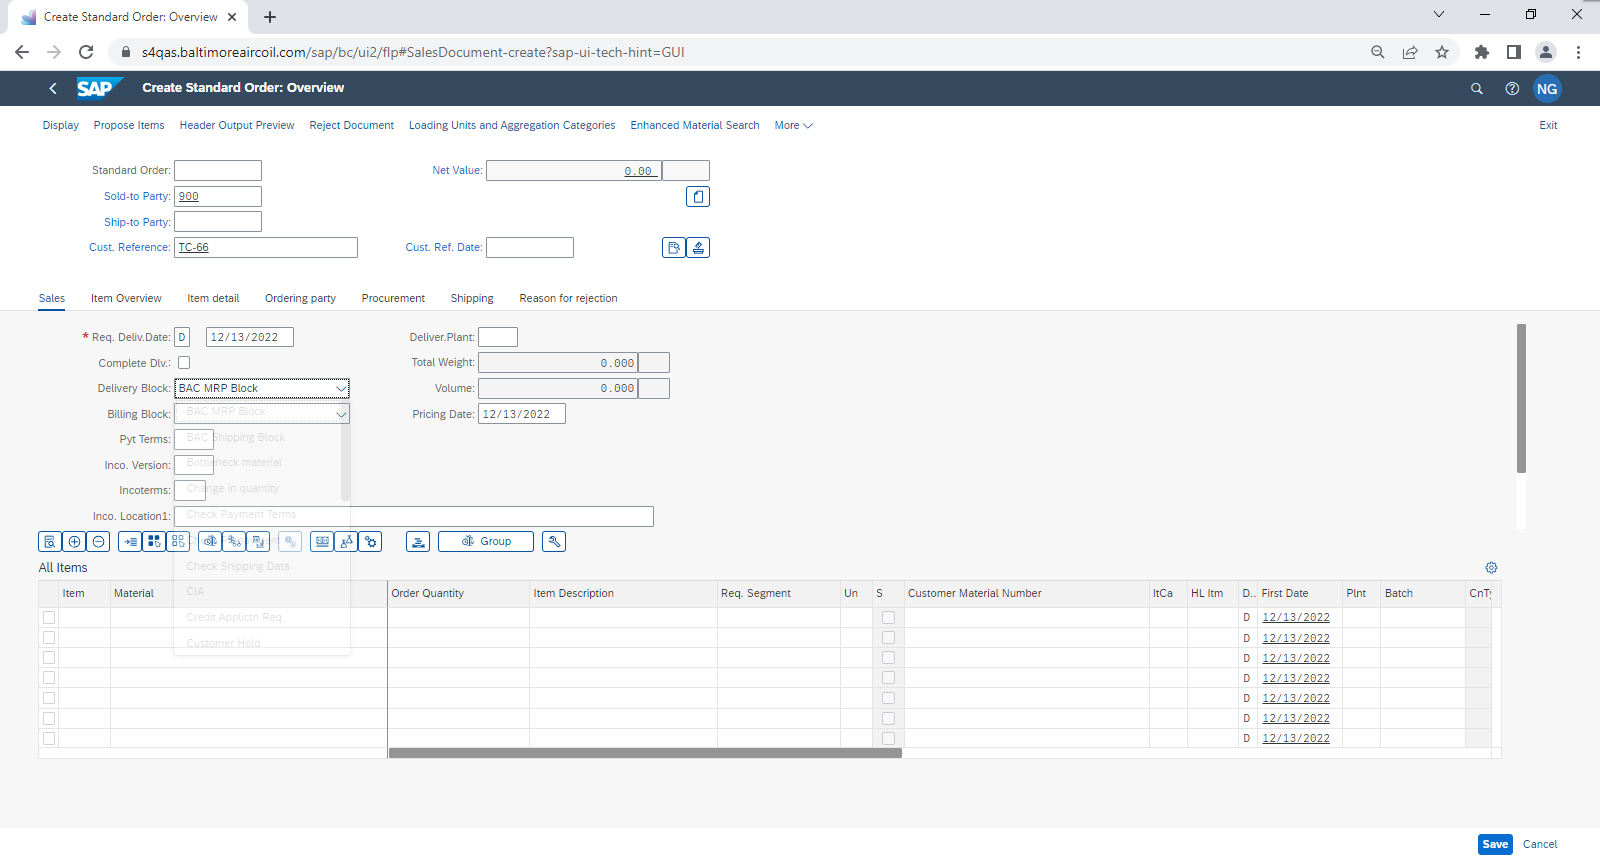 Create Standard Order: Overview
s4qas.baltimoreaircoil.com/sap/bc/ui2/flp#SalesDocument-create?sap-ui-tech-hint=GUI
SAP Create Standard Order: Overview NG
Display Propose Items Header Output Preview Reject Document Loading Units and Aggregation Categories Enhanced Material Search More Exit
Standard Order: Net Value: 0.00
Sold-to Party: 900
Ship-to Party:
Cust. Reference: TC-66 Cust. Ref. Date:
Sales Item Overview Item detail Ordering party Procurement Shipping Reason for rejection
* Req. Deliv.Date: D 12/13/2022 Deliver.Plant:
Complete Dlv.: Total Weight: 0.000
Delivery Block: BAC MRP Block Volume: 0.000
Billing Block: BAC MRP Block Pricing Date: 12/13/2022
Pyt Terms: BAC Shipping Block
Inco. Version: Bottleneck material
Incoterms: Change in quantity
Inco. Location1: Check Payment Terms
Group
All Items Check Shipping Data
Item Material CIA Order Quantity Item Description Req. Segment Un S Customer Material Number ItCa HL Itm D.. First Date Plnt Batch CnTy
Credit Applictn Req D 12/13/2022
Customer Hold D 12/13/2022
D 12/13/2022
D 12/13/2022
D 12/13/2022
D 12/13/2022
D 12/13/2022
Save Cancel